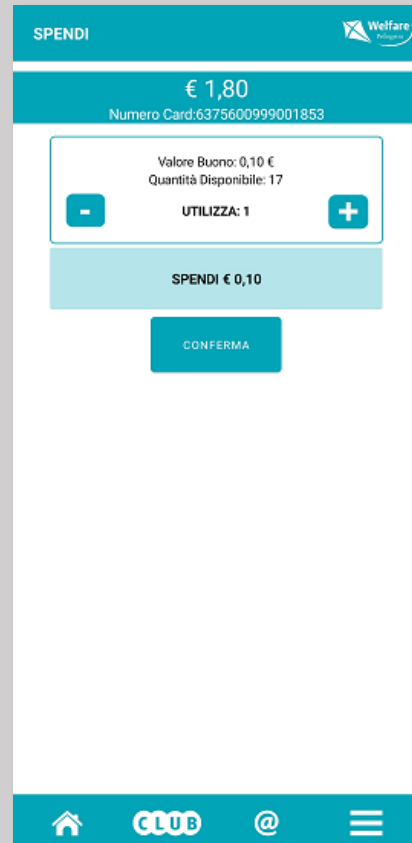 SPENDI
Welfare
Pellegrini
€ 1,80
Numero Card:6375600999001853
Valore Buono: 0,10 €
Quantità Disponibile: 17
-
UTILIZZA: 1
+
SPENDI € 0,10
CONFERMA
CLUB
@